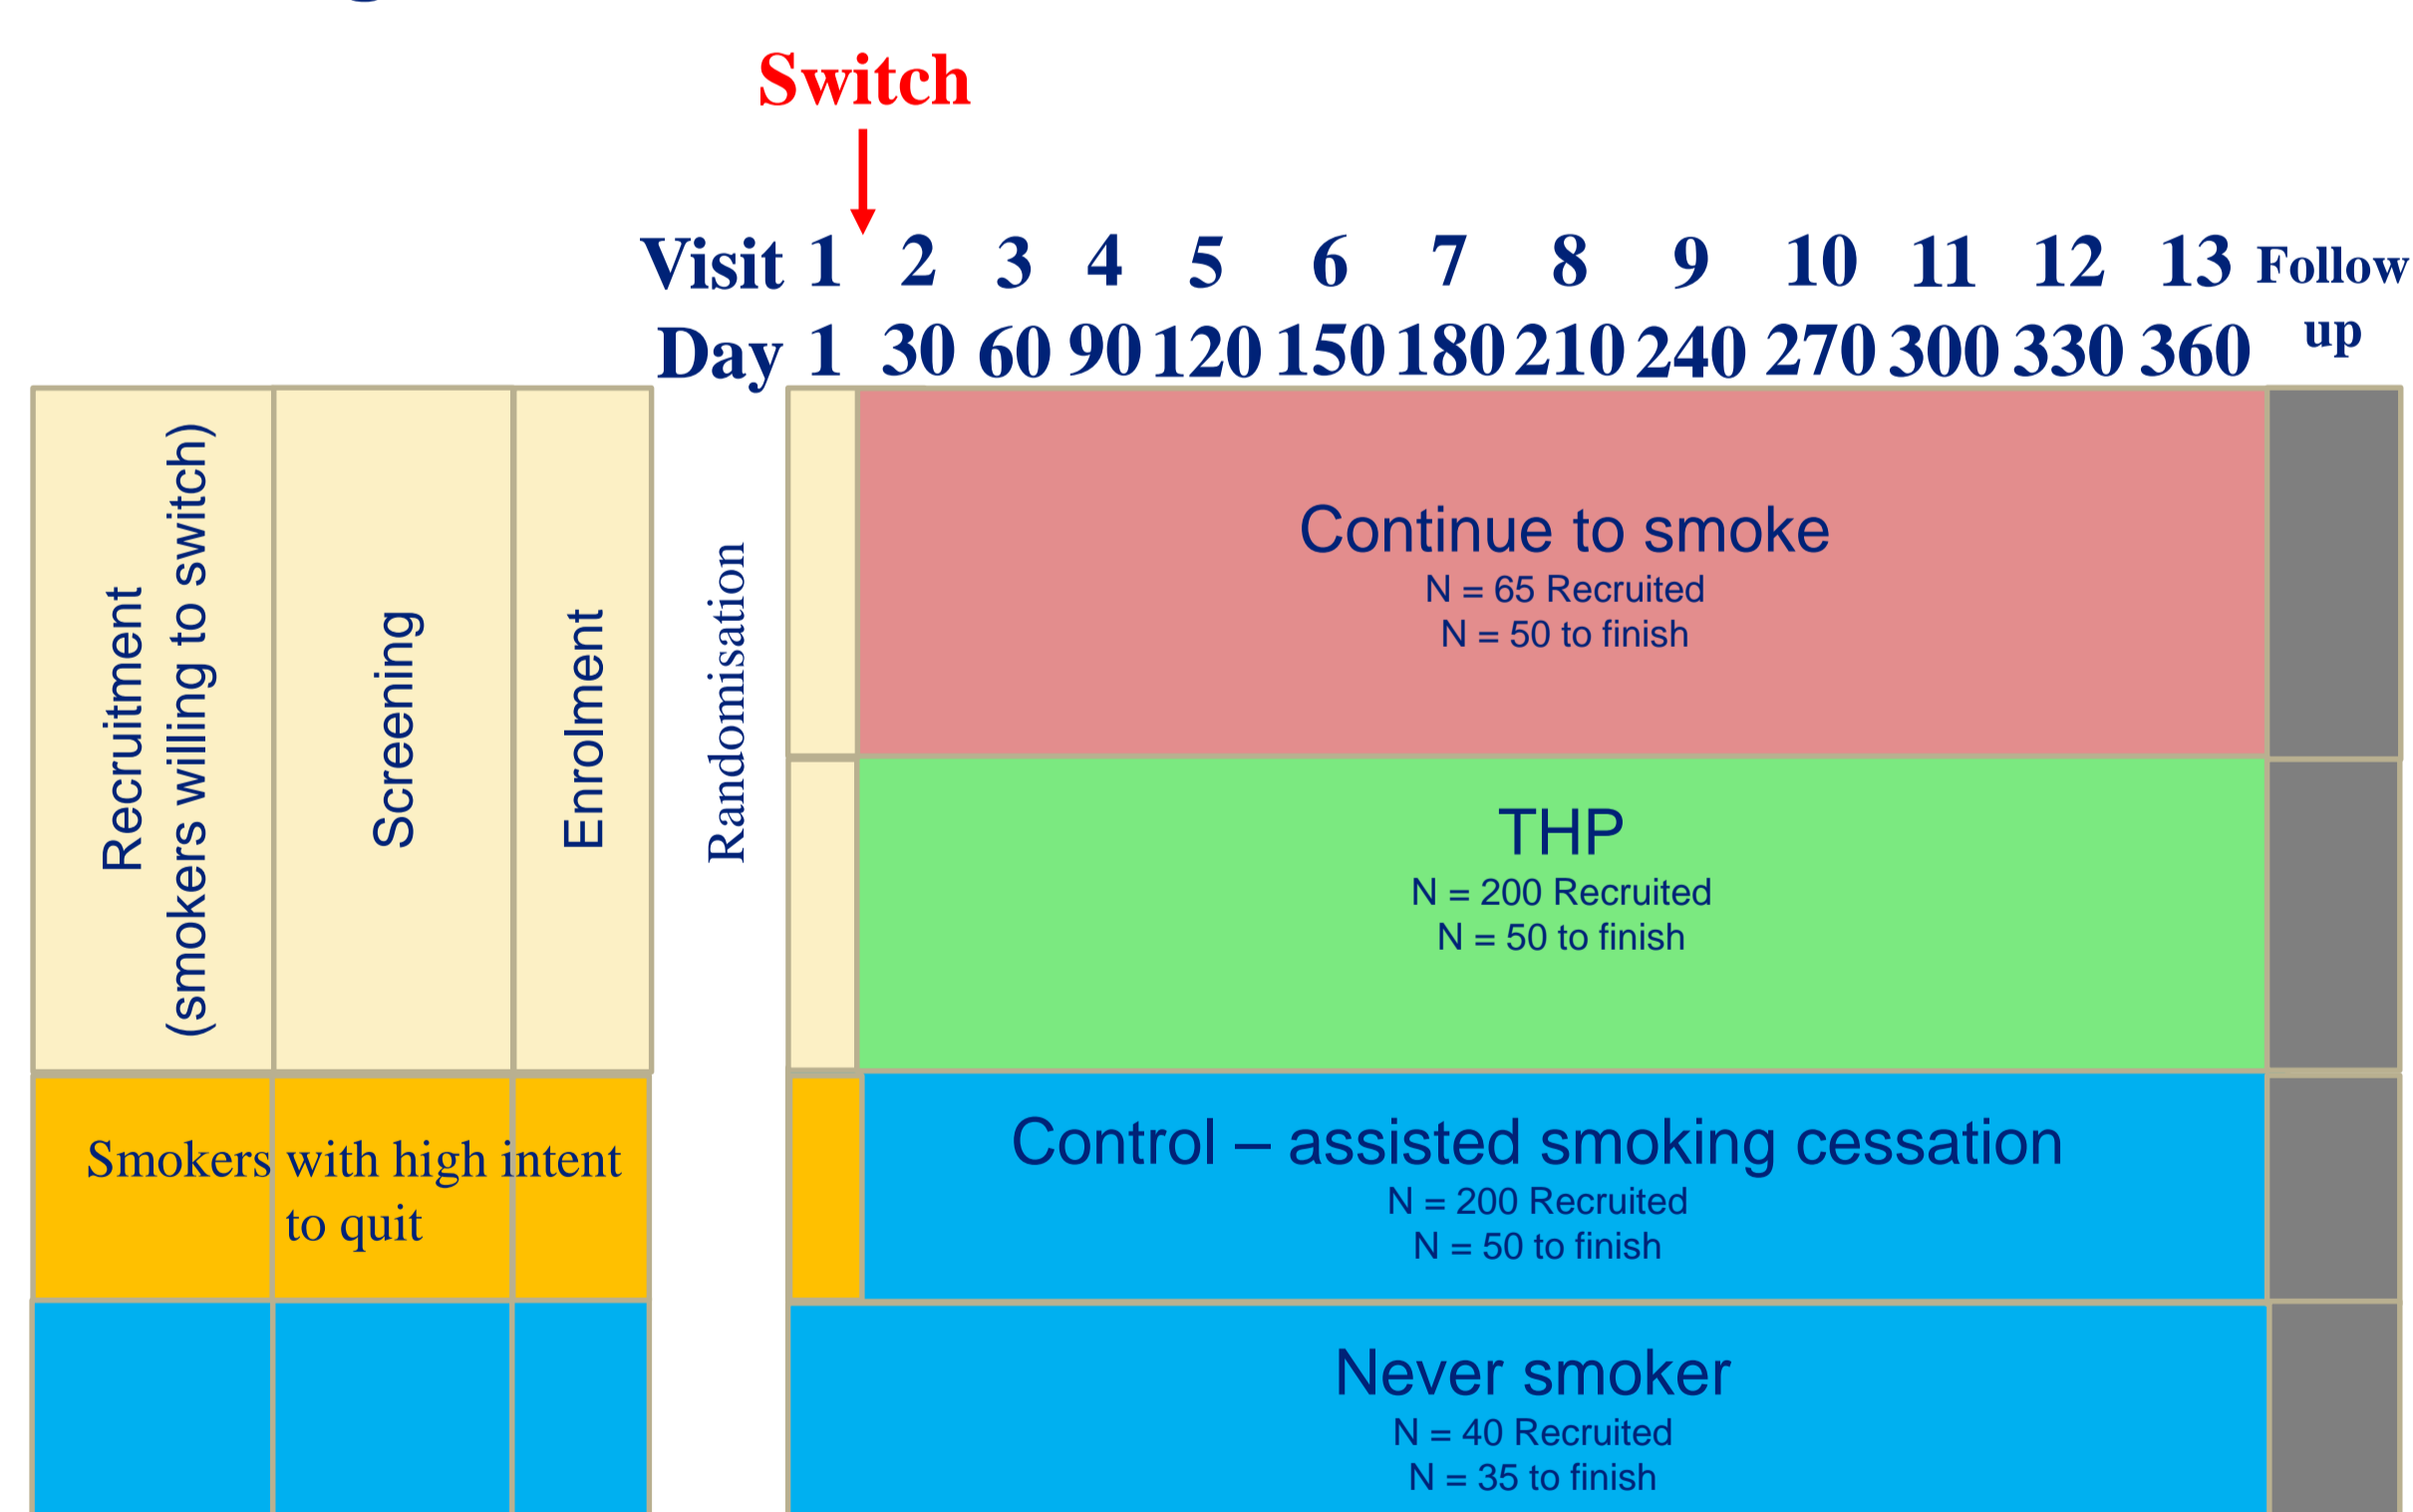 Switch
Visit 1 2 3 4 5 6 7 8 9 10 11 12 13 Follow
Day 1 30 60 90 120 150 180 210 240 270 300 330 360 up
Recruitment
(smokers willing to switch)
Screening
Enrolment
Randomisation
Continue to smoke
N = 65 Recruited
N = 50 to finish
THP
N = 200 Recruited
N = 50 to finish
Smokers with high intent
to quit
Control – assisted smoking cessation
N = 200 Recruited
N = 50 to finish
Never smoker
N = 40 Recruited
N = 35 to finish